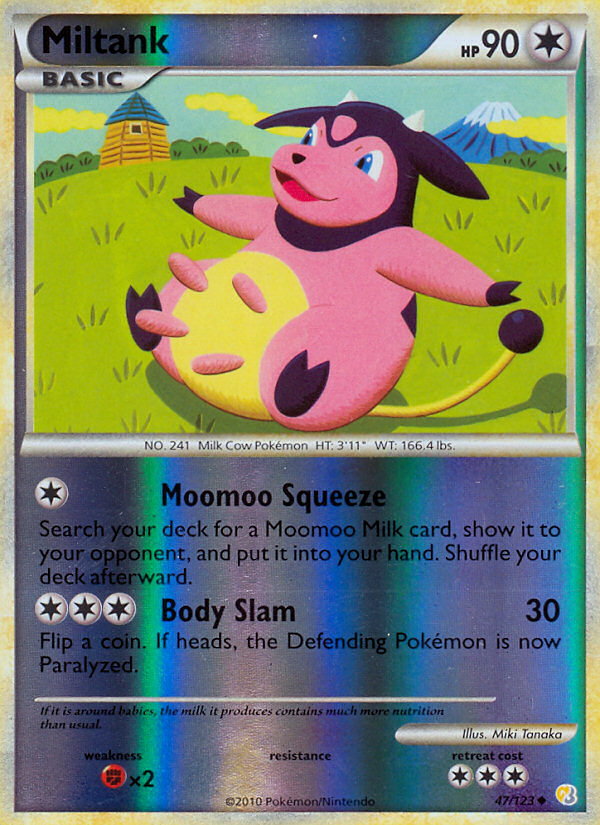 Miltank HP 90
BASIC
NO. 241 Milk Cow Pokémon HT: 3'11" WT: 166.4 lbs.
Moomoo Squeeze
Search your deck for a Moomoo Milk card, show it to
your opponent, and put it into your hand. Shuffle your
deck afterward.
Body Slam 30
Flip a coin. If heads, the Defending Pokémon is now
Paralyzed.
If it is around babies, the milk it produces contains much more nutrition
than usual.
Illus. Miki Tanaka
weakness resistance retreat cost
×2
©2010 Pokémon/Nintendo 47/123